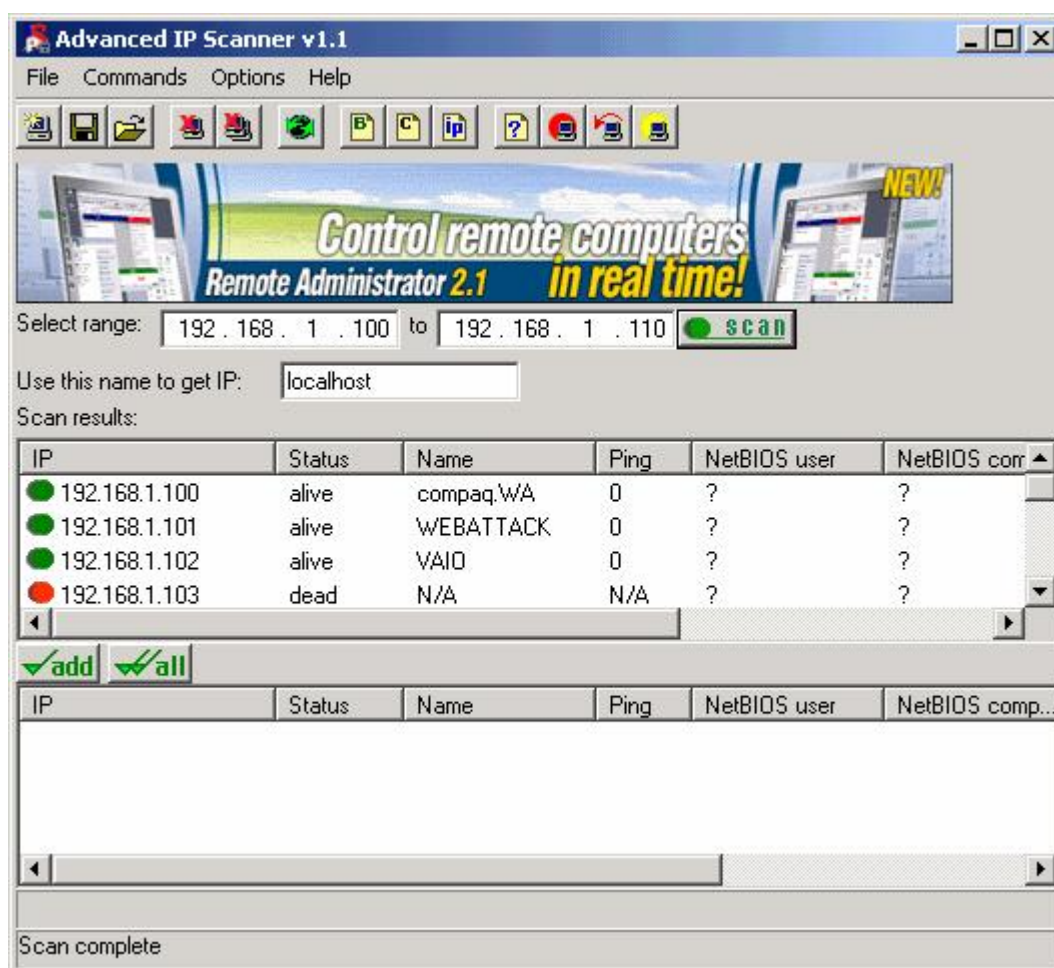 Advanced IP Scanner v1.1
File Commands Options Help
Control remote computers
NEW!
Remote Administrator 2.1 in real time!
Select range: 192 . 168 . 1 . 100 to 192 . 168 . 1 . 110 scan
Use this name to get IP: localhost
Scan results:
IP Status Name Ping NetBIOS user NetBIOS com
192.168.1.100 alive compaq.WA 0 ? ?
192.168.1.101 alive WEBATTACK 0 ? ?
192.168.1.102 alive VAIO 0 ? ?
192.168.1.103 dead N/A N/A ? ?
add all
IP Status Name Ping NetBIOS user NetBIOS comp...
Scan complete